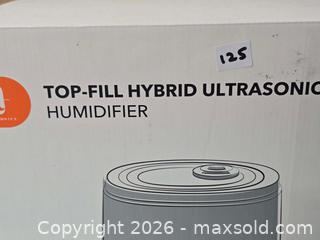 125
TOP-FILL HYBRID ULTRASONIC
HUMIDIFIER
Copyright 2026 - maxsold.com